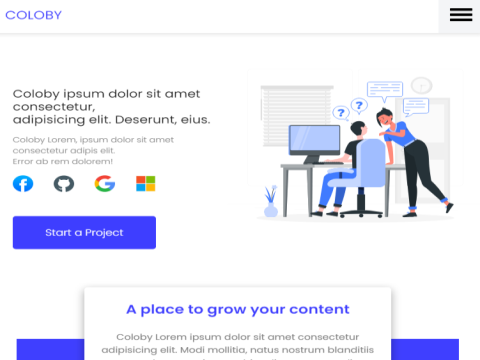 COLOBY
Coloby ipsum dolor sit amet
consectetur,
adipisicing elit. Deserunt, eius.
Coloby Lorem, ipsum dolor sit amet
consectetur adipis elit.
Error ab rem dolorem!
Start a Project
? ?
A place to grow your content
Coloby Lorem ipsum dolor sit amet consectetur
adipisicing elit. Modi mollitia, natus nostrum blanditiis